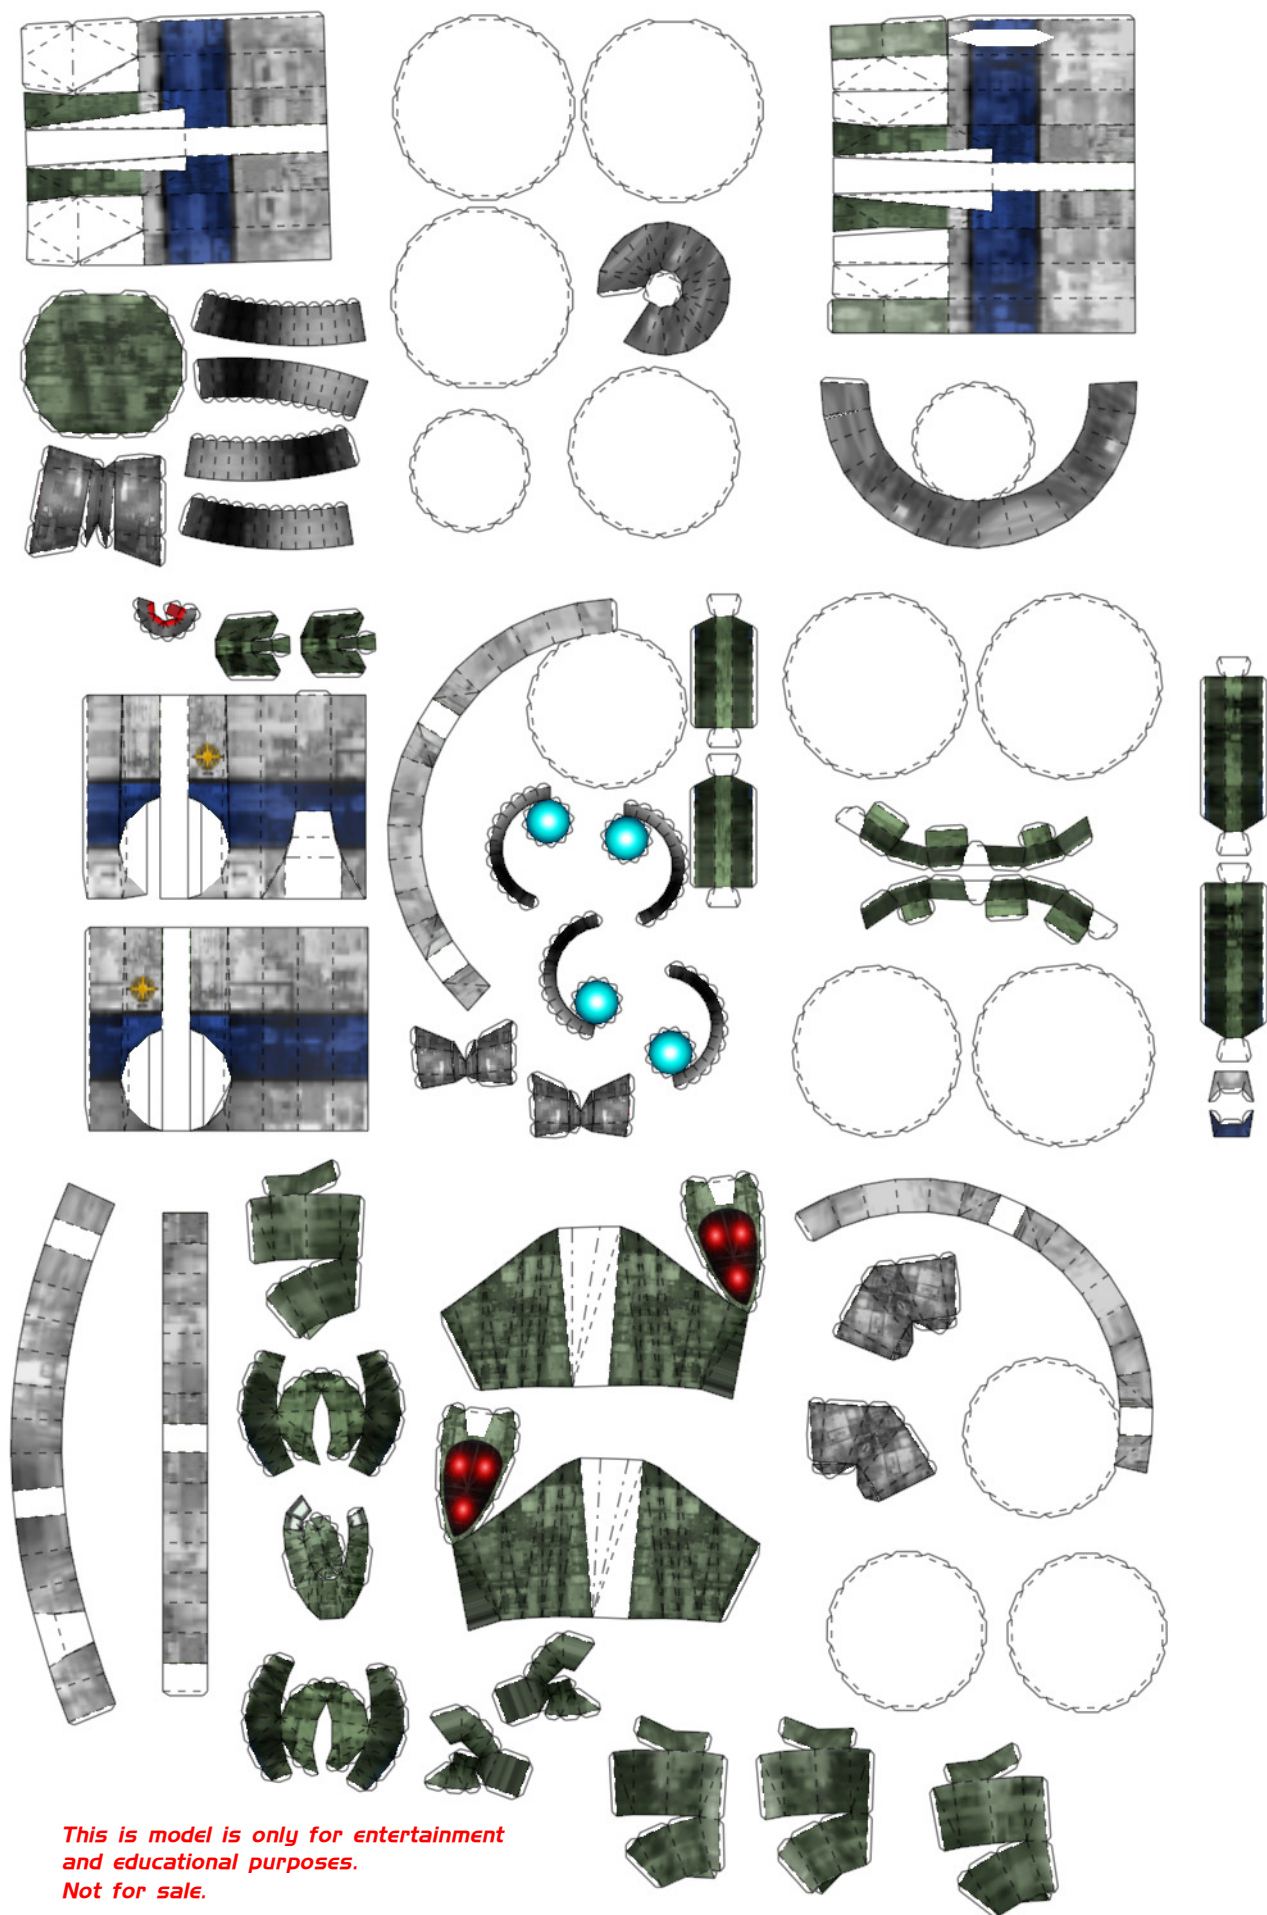 This is model is only for entertainment
and educational purposes.
Not for sale.